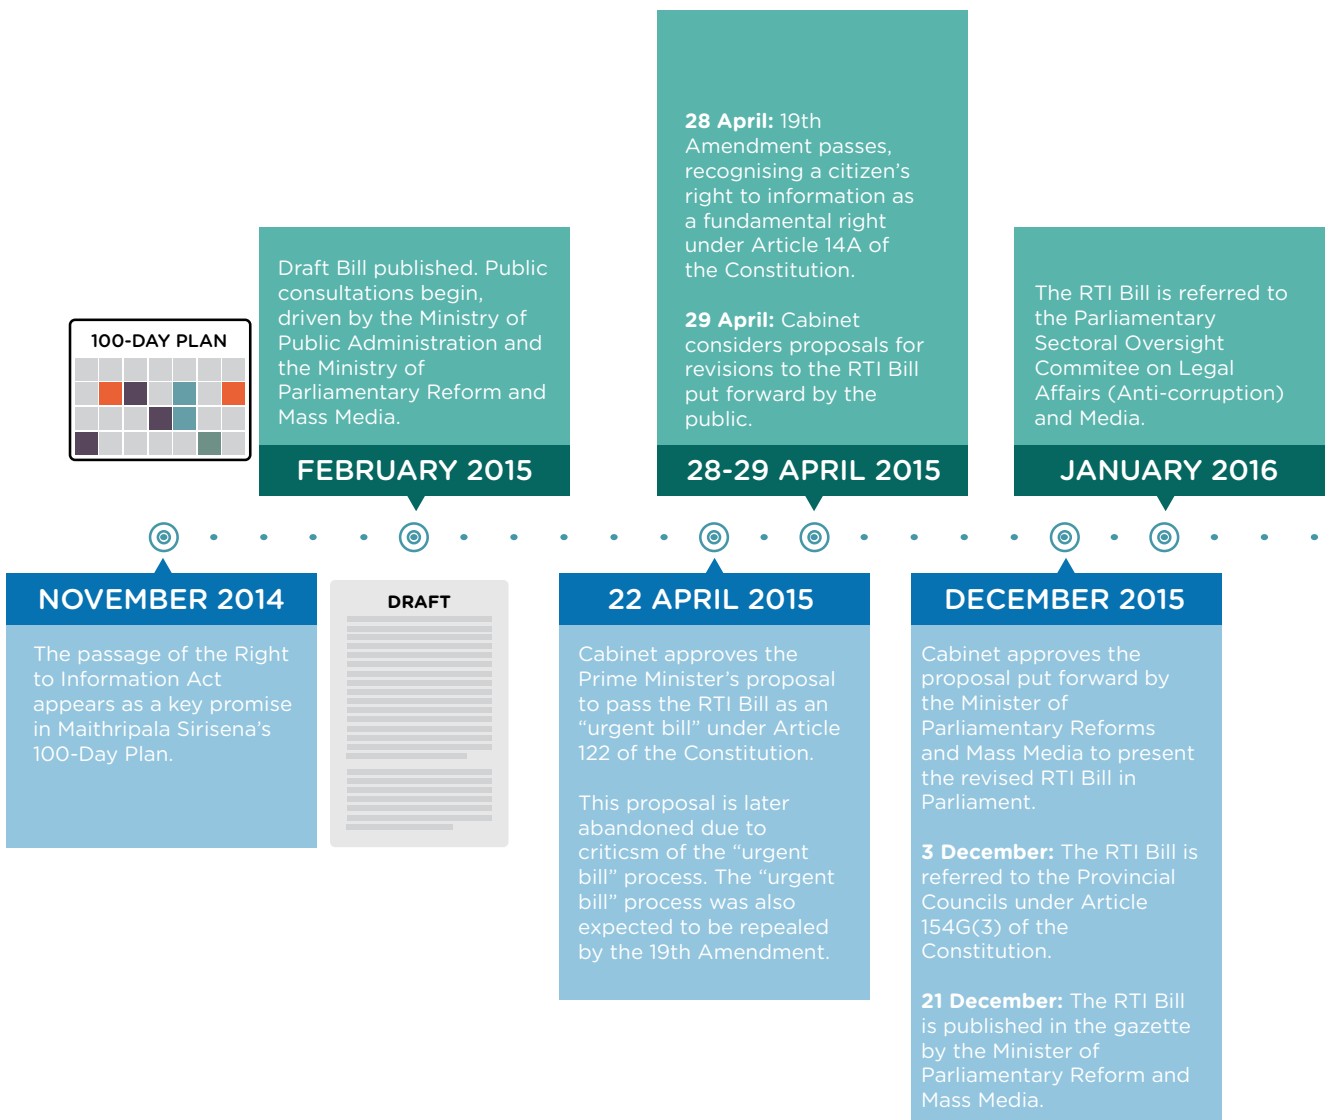 100-DAY PLAN
NOVEMBER 2014
The passage of the Right
to Information Act
appears as a key promise
in Maithripala Sirisena’s
100-Day Plan.
Draft Bill published. Public
consultations begin,
driven by the Ministry of
Public Administration and
the Ministry of
Parliamentary Reform and
Mass Media.
FEBRUARY 2015
DRAFT
22 APRIL 2015
Cabinet approves the
Prime Minister’s proposal
to pass the RTI Bill as an
“urgent bill” under Article
122 of the Constitution.
This proposal is later
abandoned due to
criticsm of the “urgent
bill” process. The “urgent
bill” process was also
expected to be repealed
by the 19th Amendment.
28 April: 19th
Amendment passes,
recognising a citizen’s
right to information as
a fundamental right
under Article 14A of
the Constitution.
29 April: Cabinet
considers proposals for
revisions to the RTI Bill
put forward by the
public.
28-29 APRIL 2015
DECEMBER 2015
Cabinet approves the
proposal put forward by
the Minister of
Parliamentary Reforms
and Mass Media to present
the revised RTI Bill in
Parliament.
3 December: The RTI Bill is
referred to the Provincial
Councils under Article
154G(3) of the
Constitution.
21 December: The RTI Bill
is published in the gazette
by the Minister of
Parliamentary Reform and
Mass Media.
The RTI Bill is referred to
the Parliamentary
Sectoral Oversight
Commitee on Legal
Affairs (Anti-corruption)
and Media.
JANUARY 2016